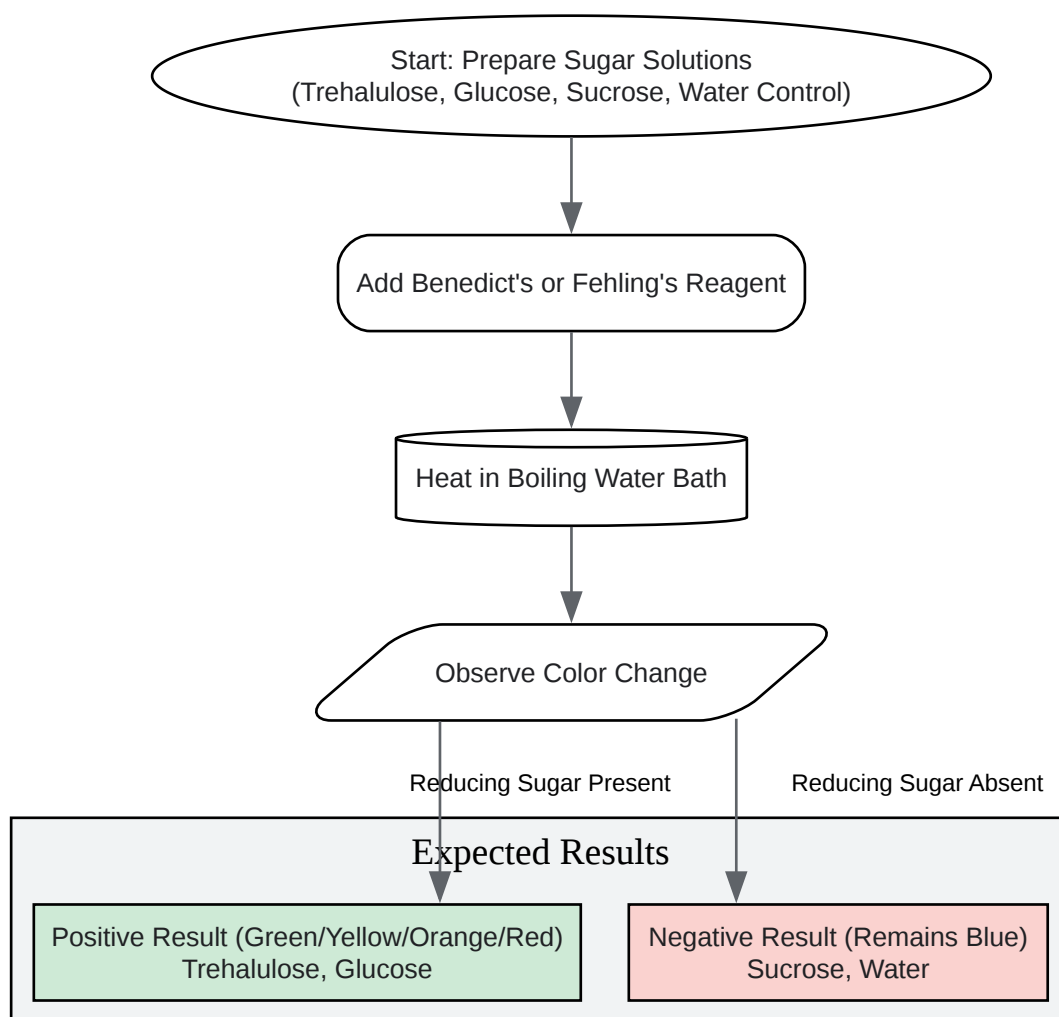 Start: Prepare Sugar Solutions
(Trehalulose, Glucose, Sucrose, Water Control)
Add Benedict's or Fehling's Reagent
Heat in Boiling Water Bath
Observe Color Change
Reducing Sugar Present
Reducing Sugar Absent
Expected Results
Positive Result (Green/Yellow/Orange/Red)
Trehalulose, Glucose
Negative Result (Remains Blue)
Sucrose, Water